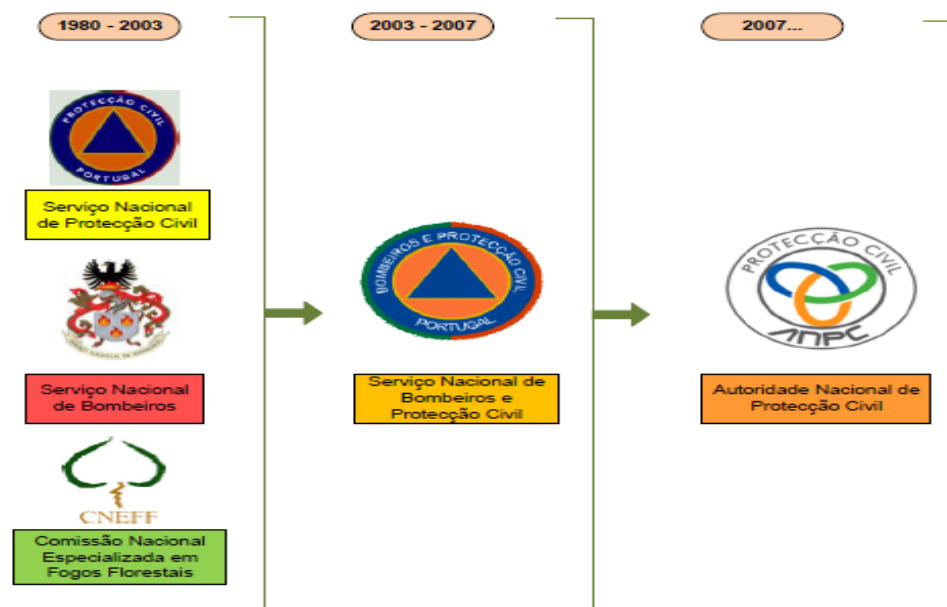 1980 - 2003
PROTECÇÃO CIVIL
PORTUGAL
Serviço Nacional
de Protecção Civil
Serviço Nacional
de Bombeiros
CNEFF
Comissão Nacional
Especializada em
Fogos Florestais
2003 - 2007
BOMBEIROS E PROTECÇÃO CIVIL
PORTUGAL
Serviço Nacional de
Bombeiros e
Protecção Civil
2007...
PROTECÇÃO CIVIL
ANPC
Autoridade Nacional de
Protecção Civil